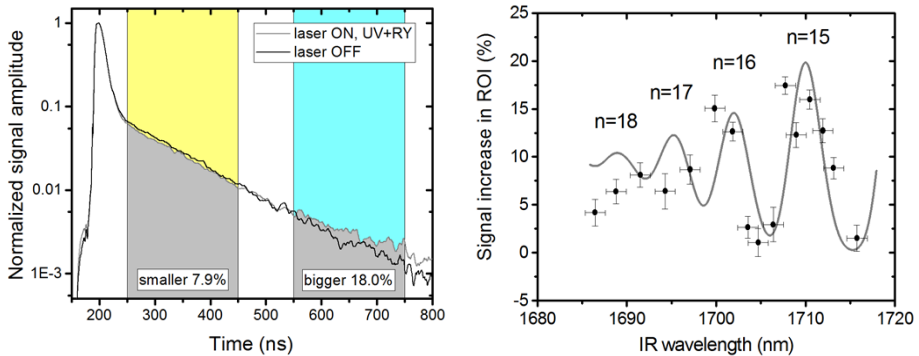 Normalized signal amplitude
1
0.1
0.01
1E-3
laser ON, UV+RY
laser OFF
smaller 7.9%
bigger 18.0%
200 300 400 500 600 700 800
Time (ns)
Signal increase in ROI (%)
25
20
15
10
5
0
-5
n=18
n=17
n=16
n=15
1680 1690 1700 1710 1720
IR wavelength (nm)